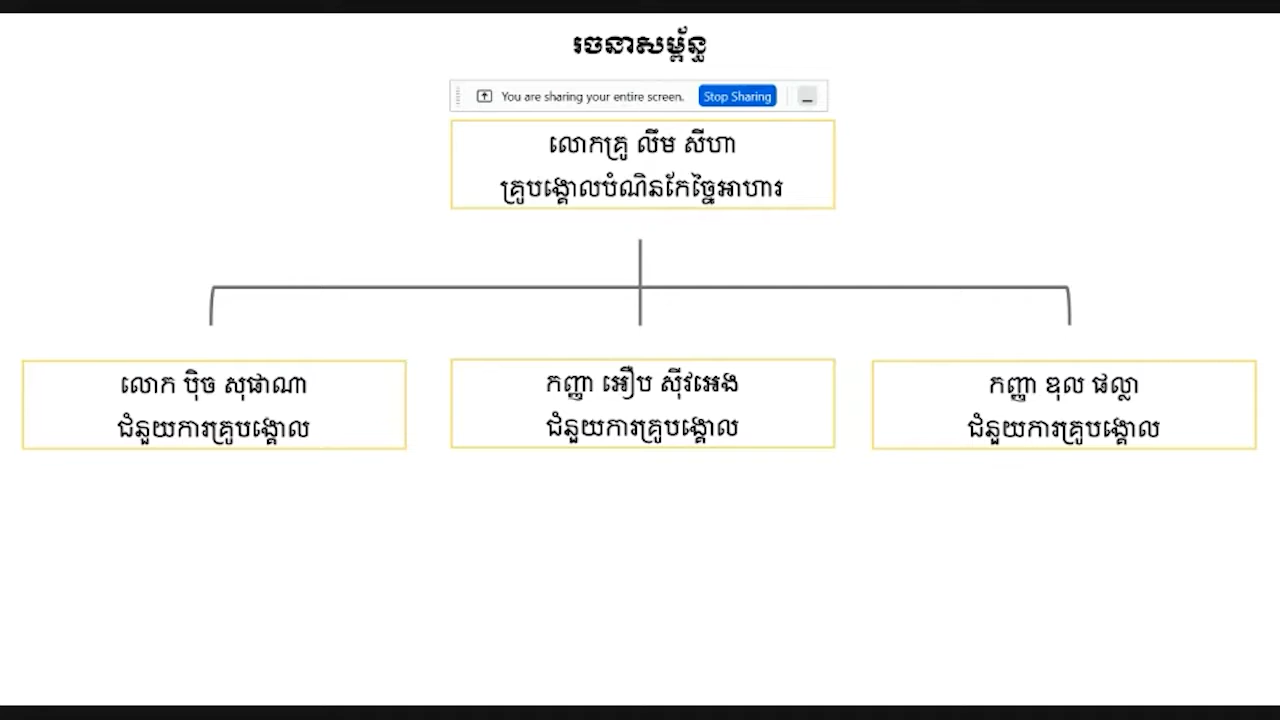 រចនាសម្ព័ន្ធ
You are sharing your entire screen. Stop Sharing
លោកគ្រូ លឹម សីហា
គ្រូបង្គោលបំណិនកែច្នៃអាហារ
លោក ប៉ិច សុផាណា
ជំនួយការគ្រូបង្គោល
កញ្ញា អឿប ស៊ីវអេង
ជំនួយការគ្រូបង្គោល
កញ្ញា ឌុល ផល្លា
ជំនួយការគ្រូបង្គោល